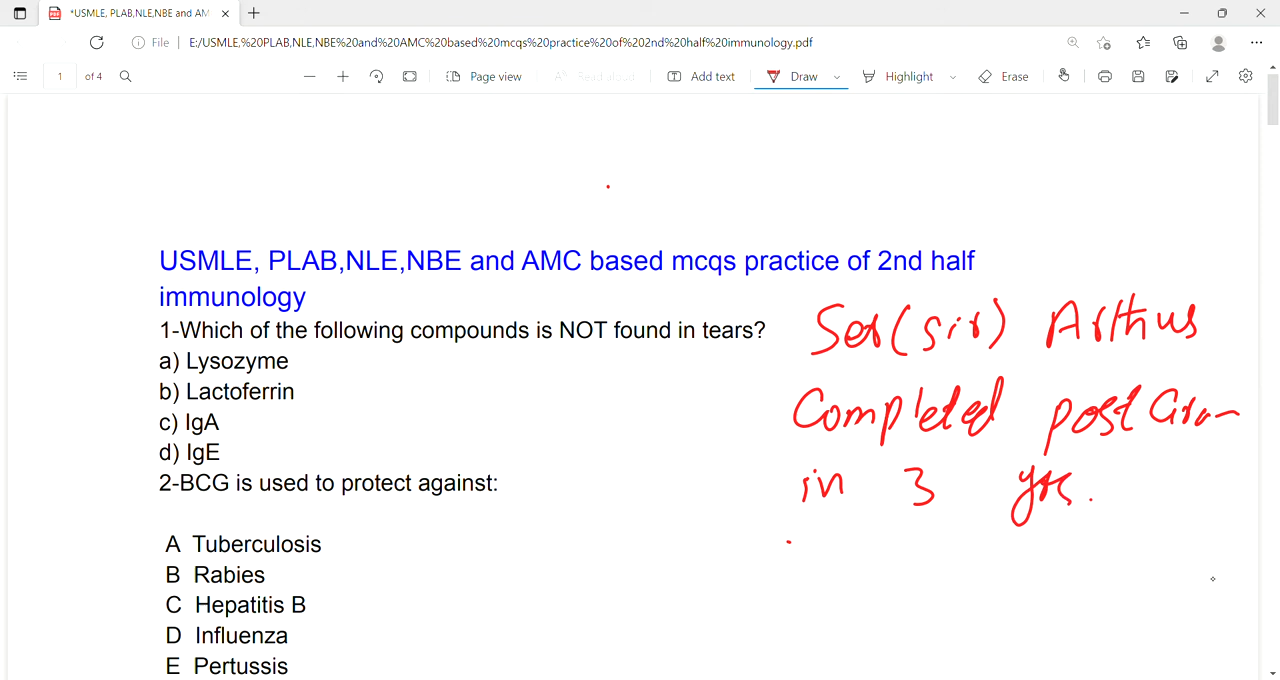 *USMLE, PLAB,NLE,NBE and AM
File
E:/USMLE,%20PLAB,NLE,NBE%20and%20AMC%20based%20mcqs%20practice%20of%202nd%20half%20immunology.pdf
1 of 4
Page view
Read aloud
Add text
Draw
Highlight
Erase
USMLE, PLAB,NLE,NBE and AMC based mcqs practice of 2nd half
immunology
1-Which of the following compounds is NOT found in tears?
a) Lysozyme
b) Lactoferrin
c) IgA
d) IgE
2-BCG is used to protect against:
A Tuberculosis
B Rabies
C Hepatitis B
D Influenza
E Pertussis
Ser(sir) Arthus
Completed post Gra
in 3 yrs.